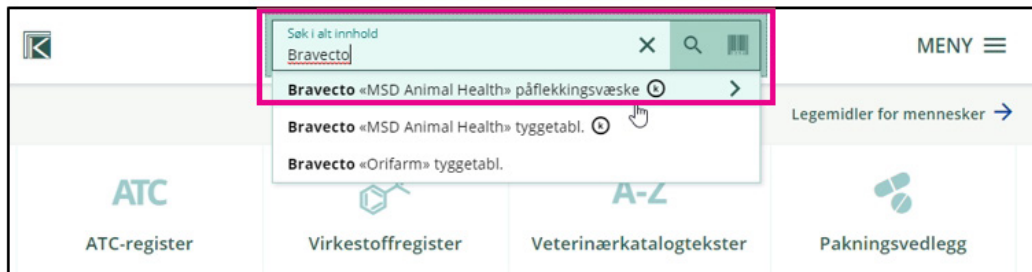 Søk i alt innhold
Bravecto
MENY
Bravecto «MSD Animal Health» påflekkingsvæske k
Bravecto «MSD Animal Health» tyggetabl. k
Bravecto «Orifarm» tyggetabl.
Legemidler for mennesker →
ATC
A-Z
ATC-register
Virkestoffregister
Veterinærkatalogtekster
Pakningsvedlegg